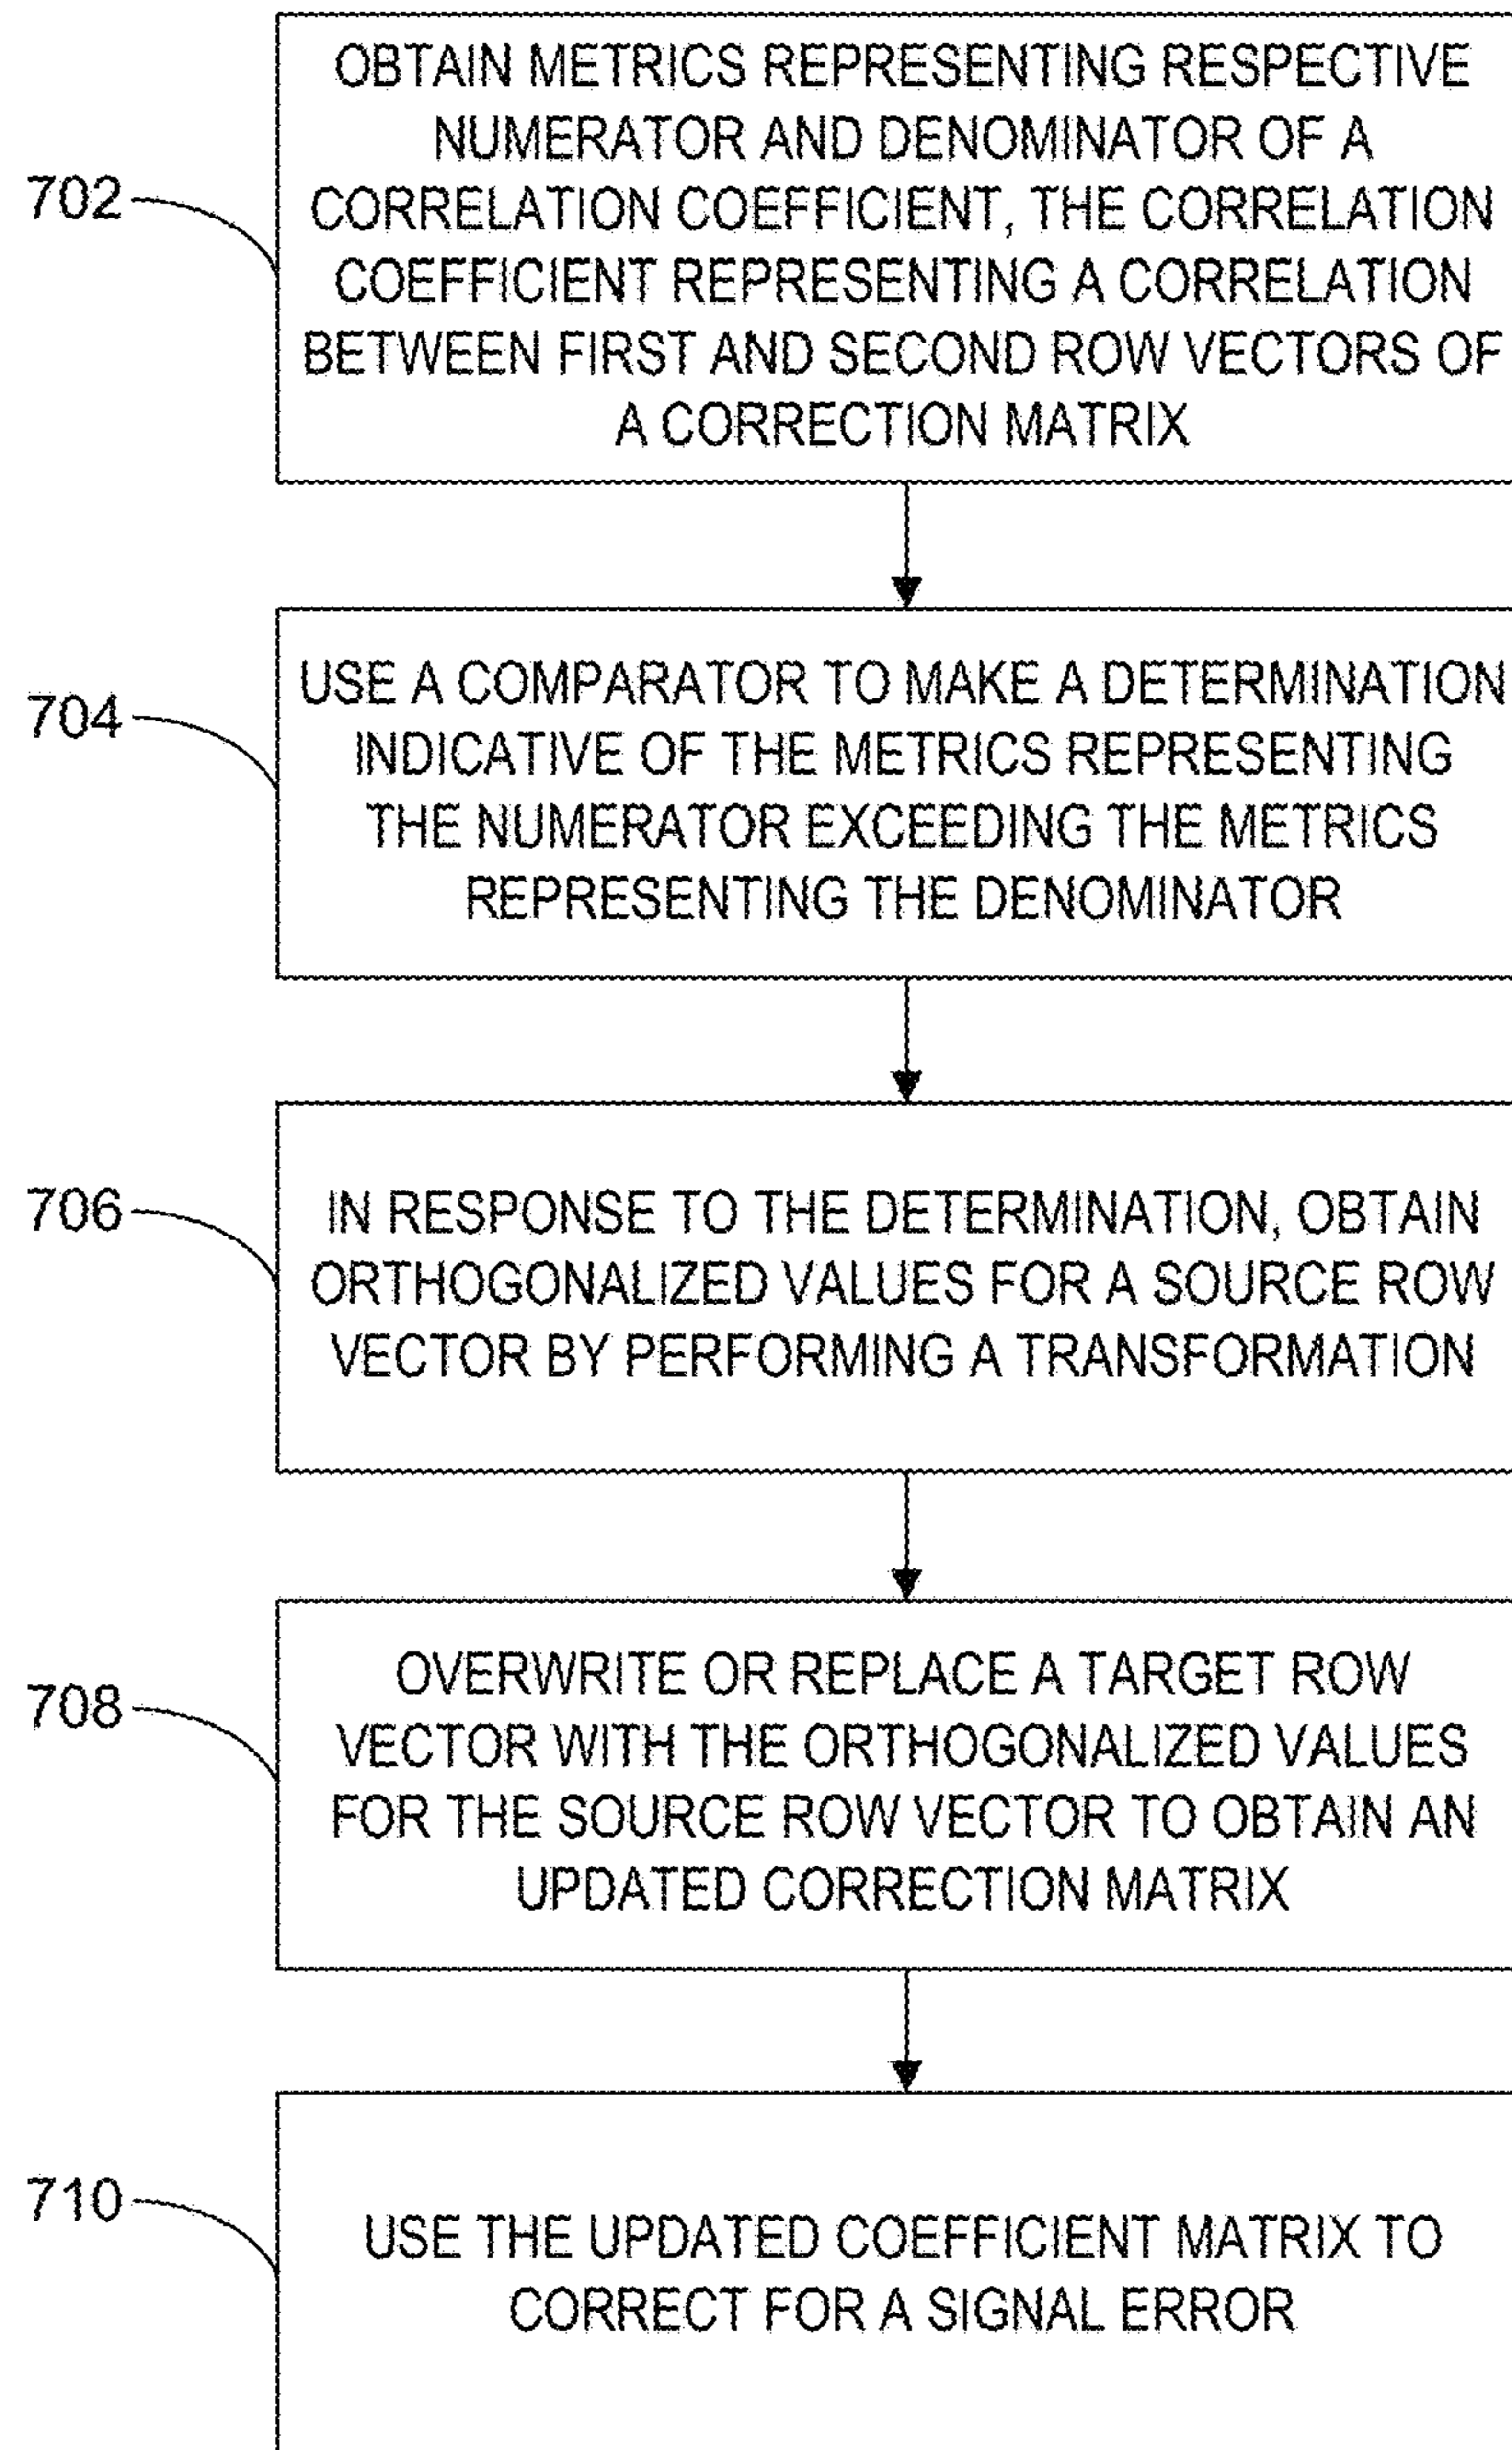 OBTAIN METRICS REPRESENTING RESPECTIVE
NUMERATOR AND DENOMINATOR OF A
702
CORRELATION COEFFICIENT, THE CORRELATION
COEFFICIENT REPRESENTING A CORRELATION
BETWEEN FIRST AND SECOND ROW VECTORS OF
A CORRECTION MATRIX
704
USE A COMPARATOR TO MAKE A DETERMINATION
INDICATIVE OF THE METRICS REPRESENTING
THE NUMERATOR EXCEEDING THE METRICS
REPRESENTING THE DENOMINATOR
706
IN RESPONSE TO THE DETERMINATION, OBTAIN
ORTHOGONALIZED VALUES FOR A SOURCE ROW
VECTOR BY PERFORMING A TRANSFORMATION
708
OVERWRITE OR REPLACE A TARGET ROW
VECTOR WITH THE ORTHOGONALIZED VALUES
FOR THE SOURCE ROW VECTOR TO OBTAIN AN
UPDATED CORRECTION MATRIX
710
USE THE UPDATED COEFFICIENT MATRIX TO
CORRECT FOR A SIGNAL ERROR